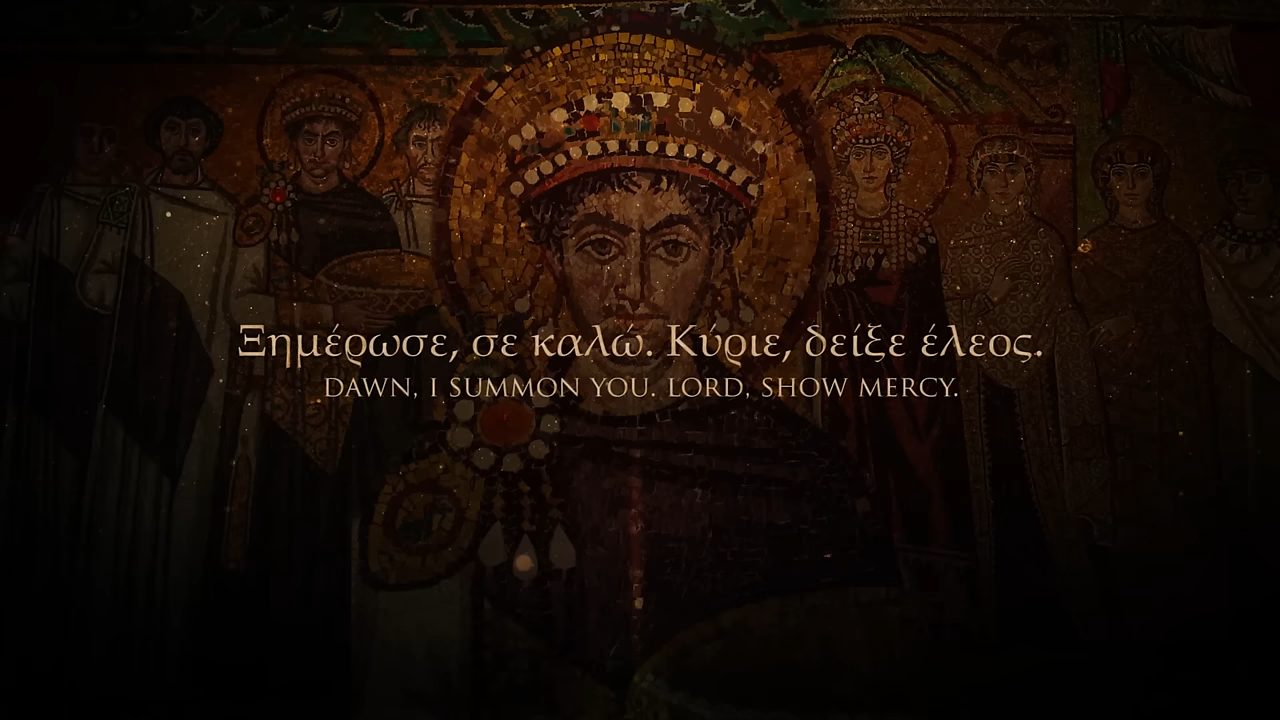 Ξημέρωσε, σε καλώ. Κύριε, δείξε έλεος.
DAWN, I SUMMON YOU. LORD, SHOW MERCY.